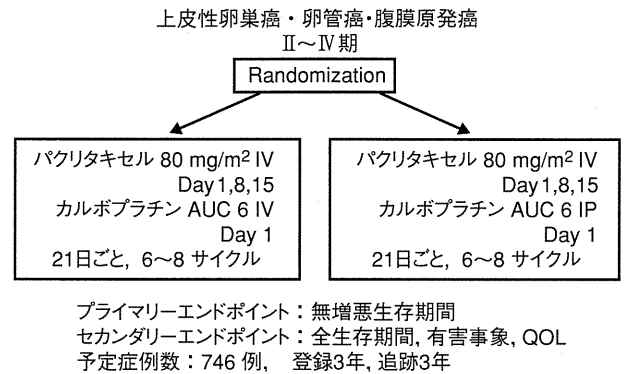 上皮性卵巣癌・卵管癌・腹膜原発癌
Ⅱ～Ⅳ期
Randomization
パクリタキセル 80 mg/m² IV
Day1,8,15
カルボプラチン AUC 6 IV
Day 1
21日ごと, 6～8 サイクル
パクリタキセル 80 mg/m² IV
Day1,8,15
カルボプラチン AUC 6 IP
Day 1
21日ごと, 6～8 サイクル
プライマリーエンドポイント：無増悪生存期間
セカンダリーエンドポイント：全生存期間, 有害事象, QOL
予定症例数：746 例,　登録3年, 追跡3年